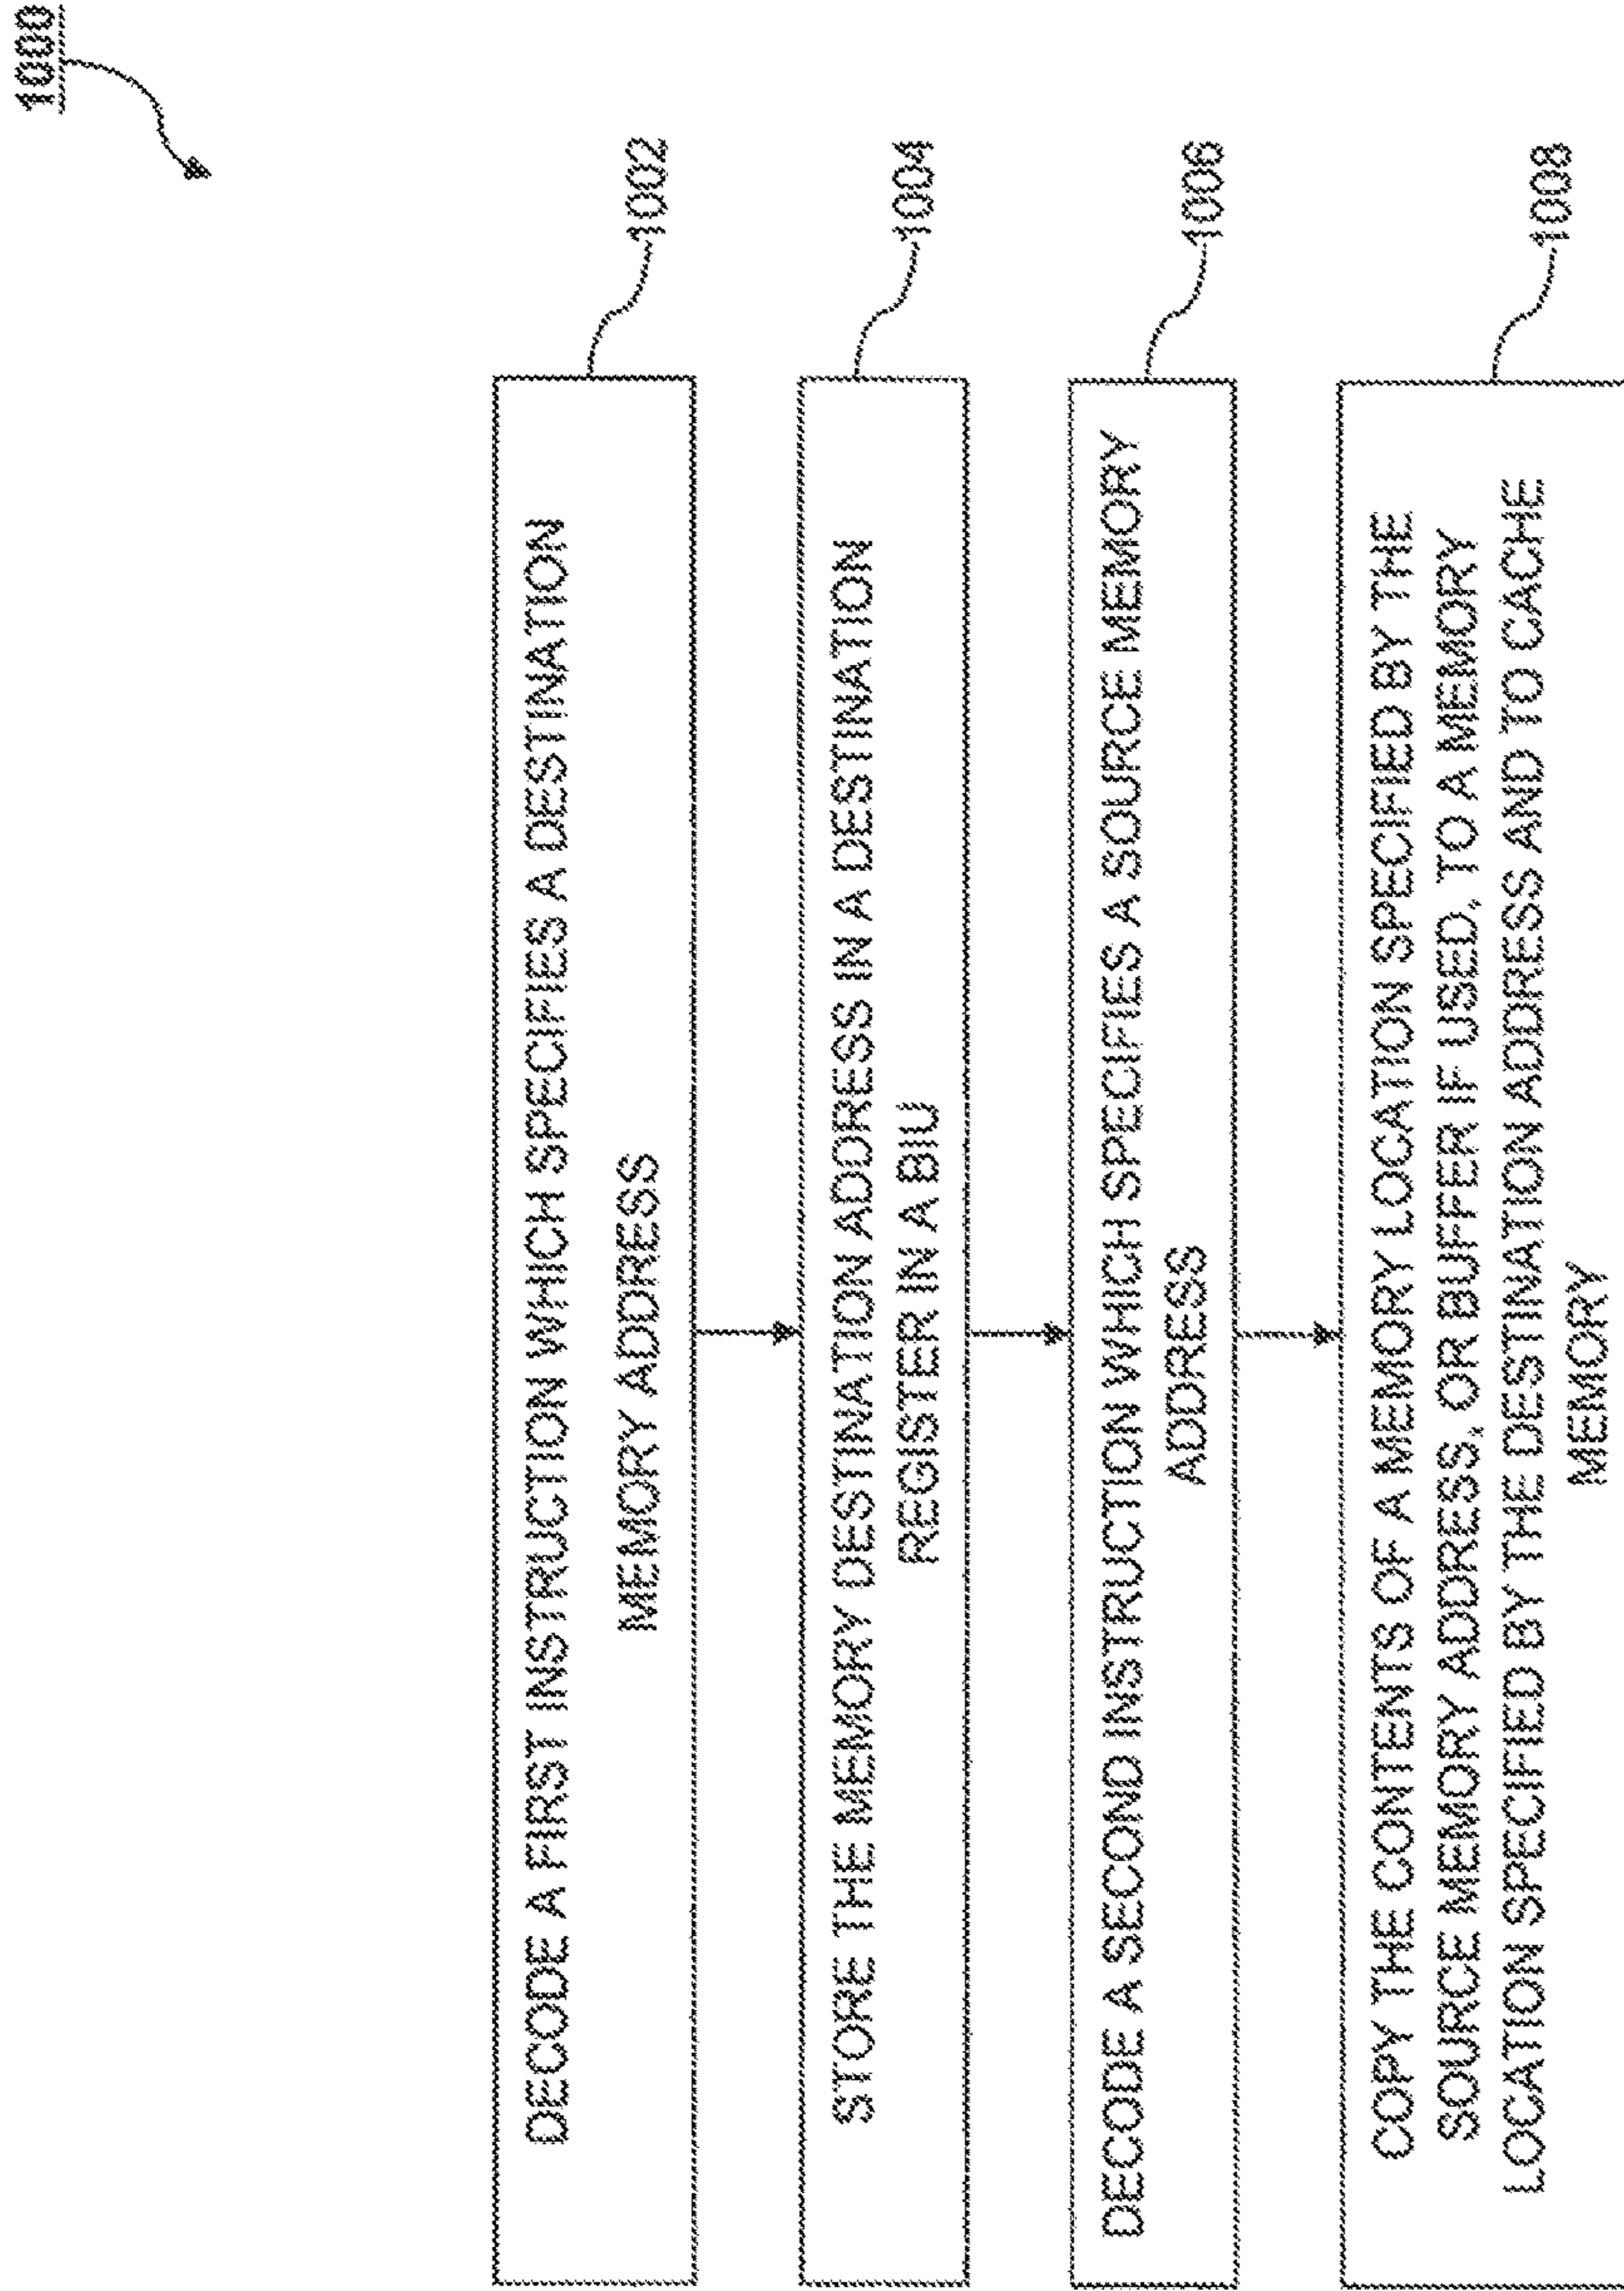 1000
DECODE A FIRST INSTRUCTION WHICH SPECIFIES A DESTINATION
MEMORY ADDRESS
1002
STORE THE MEMORY DESTINATION ADDRESS IN A DESTINATION
REGISTER IN A BIU
1004
DECODE A SECOND INSTRUCTION WHICH SPECIFIES A SOURCE MEMORY
ADDRESS
1006
COPY THE CONTENTS OF A MEMORY LOCATION SPECIFIED BY THE
SOURCE MEMORY ADDRESS, OR BUFFER IF USED, TO A MEMORY
LOCATION SPECIFIED BY THE DESTINATION ADDRESS AND TO CACHE
MEMORY
1008